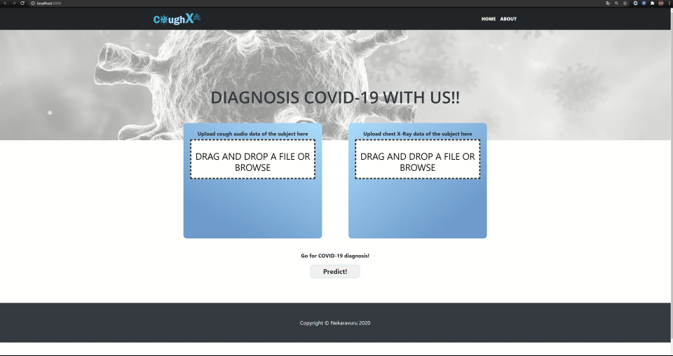 localhost:5000
CoughX
HOME ABOUT
DIAGNOSIS COVID-19 WITH US!!
Upload cough audio data of the subject here
DRAG AND DROP A FILE OR
BROWSE
Upload chest X-Ray data of the subject here
DRAG AND DROP A FILE OR
BROWSE
Go for COVID-19 diagnosis!
Predict!
Copyright © Nekaravuru 2020